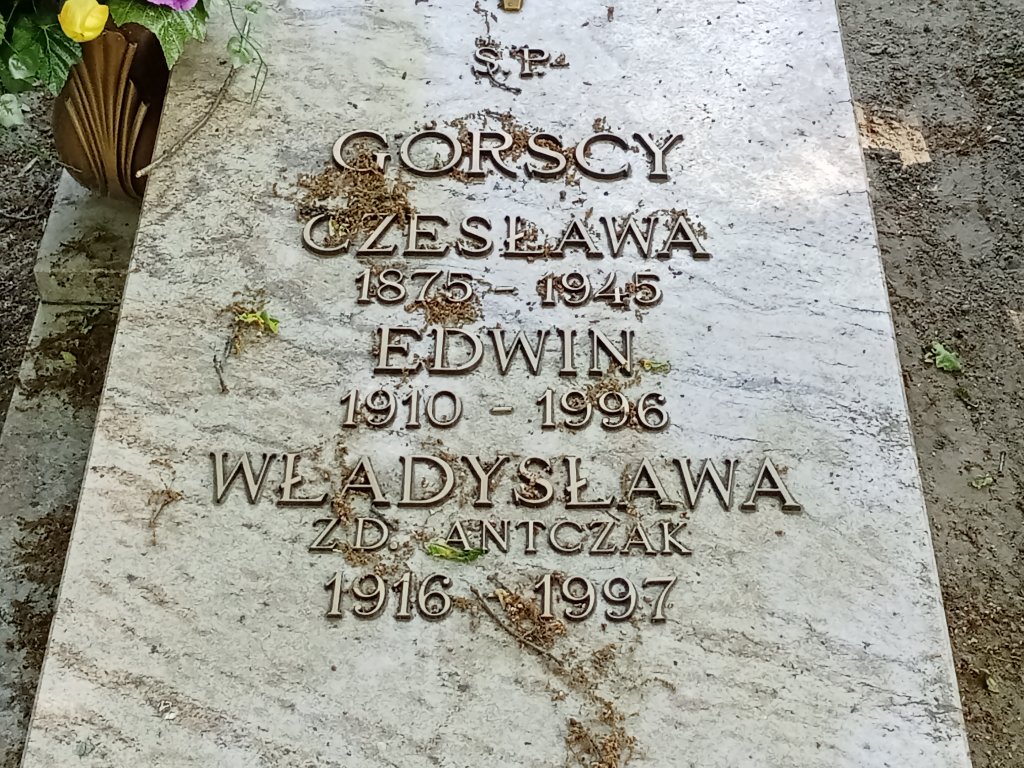 Ś.P.
GÓRSCY
CZESŁAWA
1875 - 1945
EDWIN
1910 - 1996
WŁADYSŁAWA
ZD. ANTCZAK
1916 - 1997